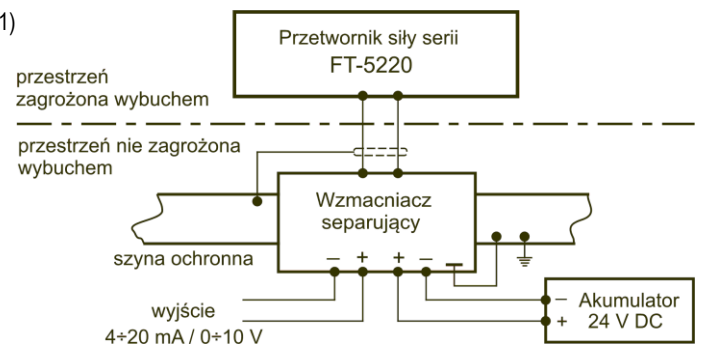 1)
Przetwornik siły serii
FT-5220
przestrzeń
zagrożona wybuchem
przestrzeń nie zagrożona
wybuchem
Wzmacniacz
separujący
szyna ochronna
– + + –
wyjście
4÷20 mA / 0÷10 V
– Akumulator
+ 24 V DC